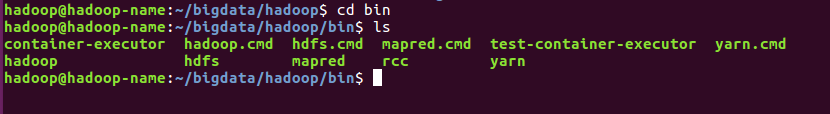 hadoop@hadoop-name:~/bigdata/hadoop$ cd bin
hadoop@hadoop-name:~/bigdata/hadoop/bin$ ls
container-executor  hadoop.cmd  hdfs.cmd  mapred.cmd  test-container-executor  yarn.cmd
hadoop              hdfs        mapred    rcc         yarn
hadoop@hadoop-name:~/bigdata/hadoop/bin$